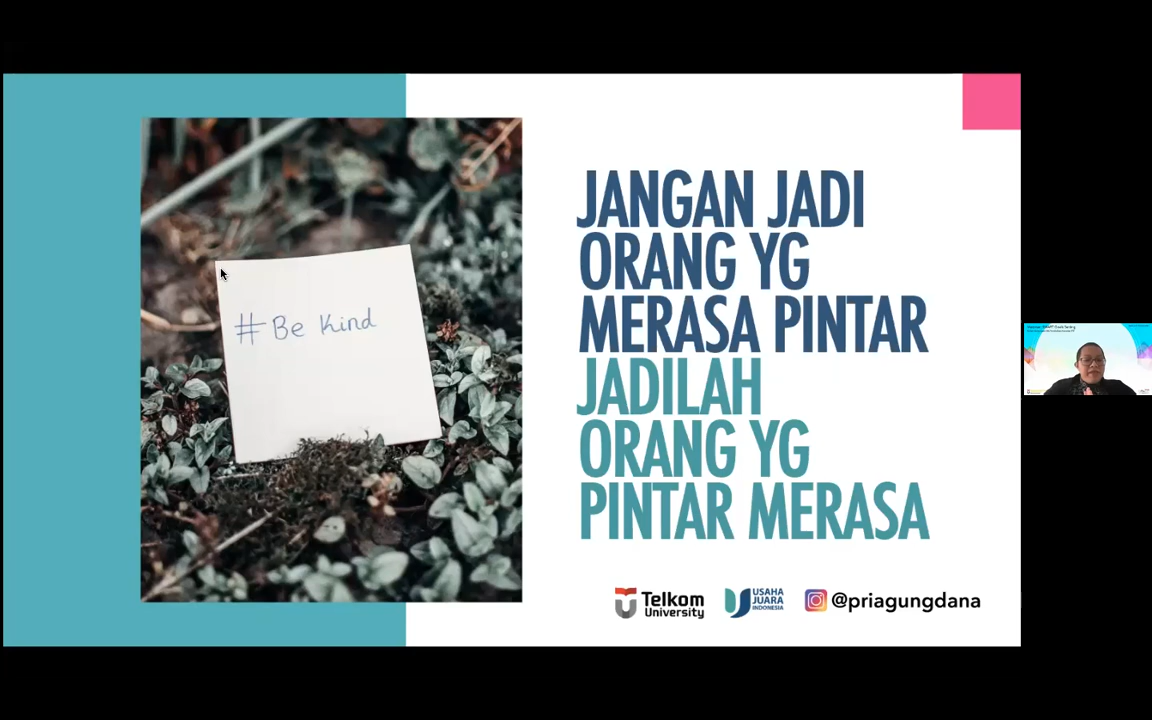 # Be Kind
JANGAN JADI
ORANG YG
MERASA PINTAR
JADILAH
ORANG YG
PINTAR MERASA
Telkom
University
USAHA
JUARA
INDONESIA
@priagungdana